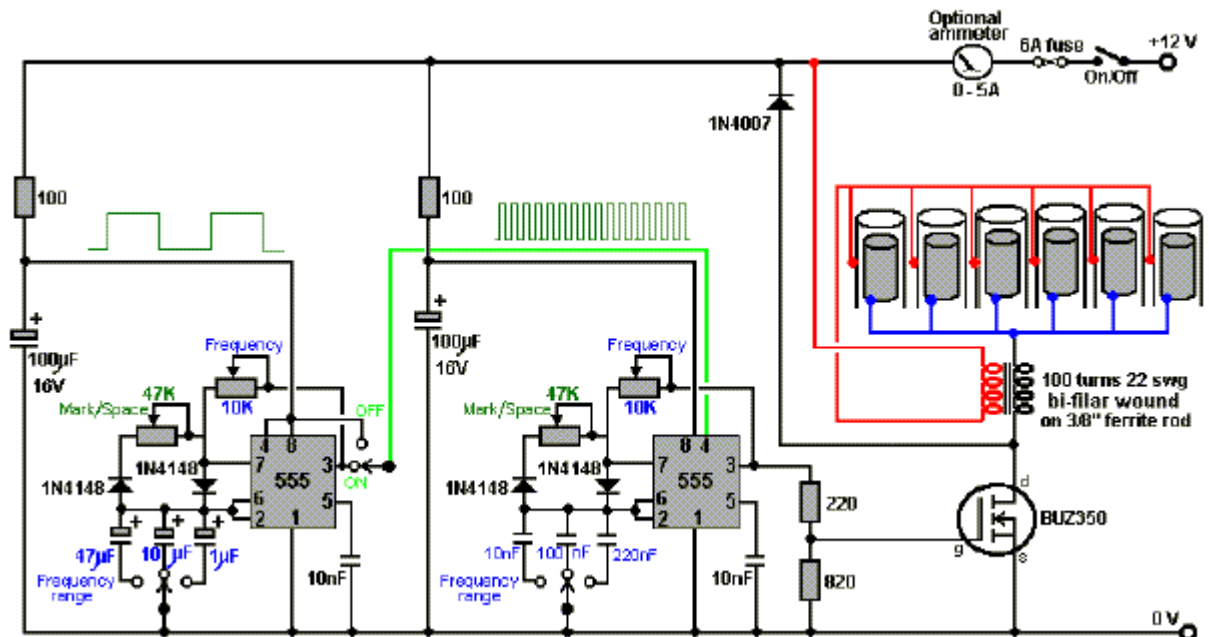 Optional
ammeter
6A fuse
+12 V
0 - 5A
On/Off
1N4007
100
100
100µF
16V
100µF
16V
Frequency
10K
47K
Mark/Space
OFF
ON
1N4148
1N4148
4
8
7
3
555
6
5
2
1
47µF
10 µF
1µF
10nF
Frequency
range
Frequency
10K
47K
Mark/Space
1N4148
1N4148
8
4
7
3
555
6
5
2
1
10nF
100 nF
220nF
10nF
Frequency
range
220
820
100 turns 22 swg
bi-filar wound
on 3/8" ferrite rod
d
g
s
BUZ350
0 V